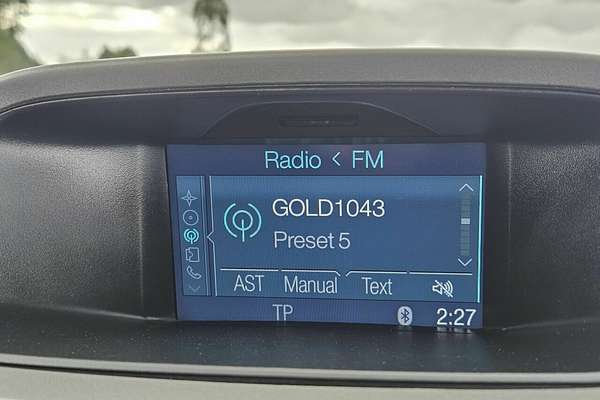 Radio < FM
GOLD1043
Preset 5
AST Manual Text
TP 2:27